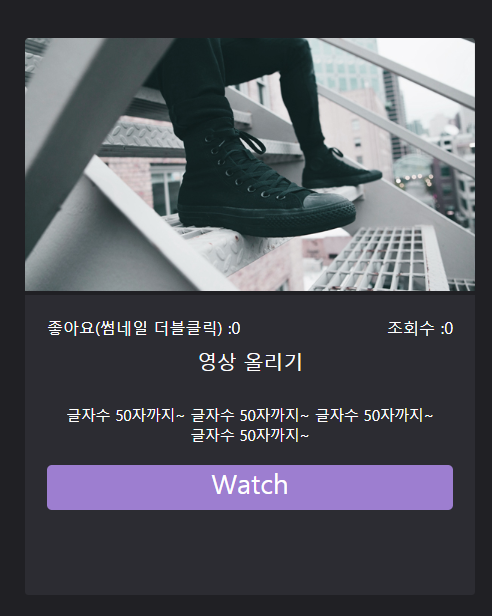 좋아요(썸네일 더블클릭) :0 조회수 :0
영상 올리기
글자수 50자까지~ 글자수 50자까지~ 글자수 50자까지~
글자수 50자까지~
Watch